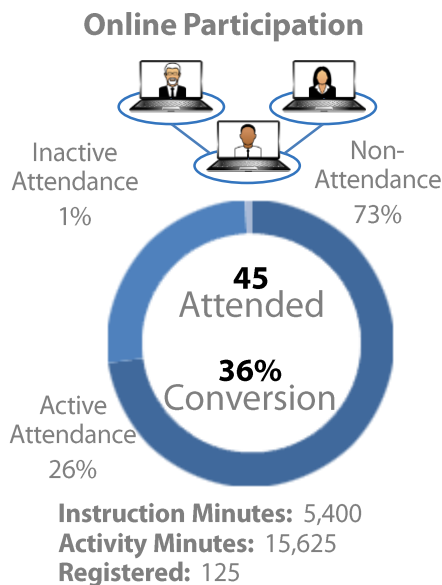 Online Participation
Inactive
Attendance
1%
Non-
Attendance
73%
45
Attended
36%
Conversion
Active
Attendance
26%
Instruction Minutes: 5,400
Activity Minutes: 15,625
Registered: 125